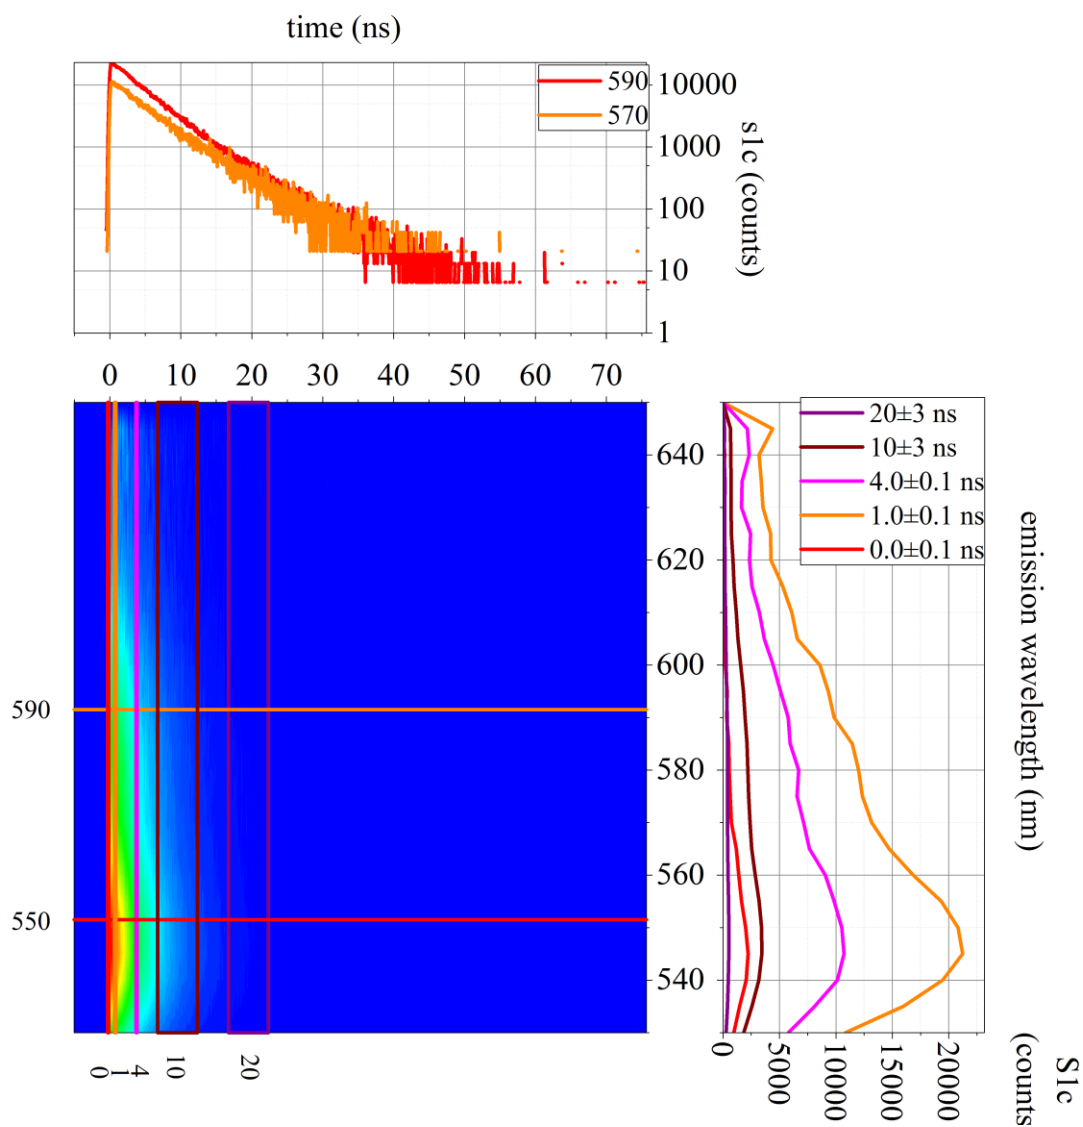 time (ns)
590
570
10000
1000
100
10
1
s1c (counts)
0 10 20 30 40 50 60 70
590
550
0
1
4
10
20
640
620
600
580
560
540
20±3 ns
10±3 ns
4.0±0.1 ns
1.0±0.1 ns
0.0±0.1 ns
emission wavelength (nm)
0
5000
10000
15000
20000
S1c
(counts